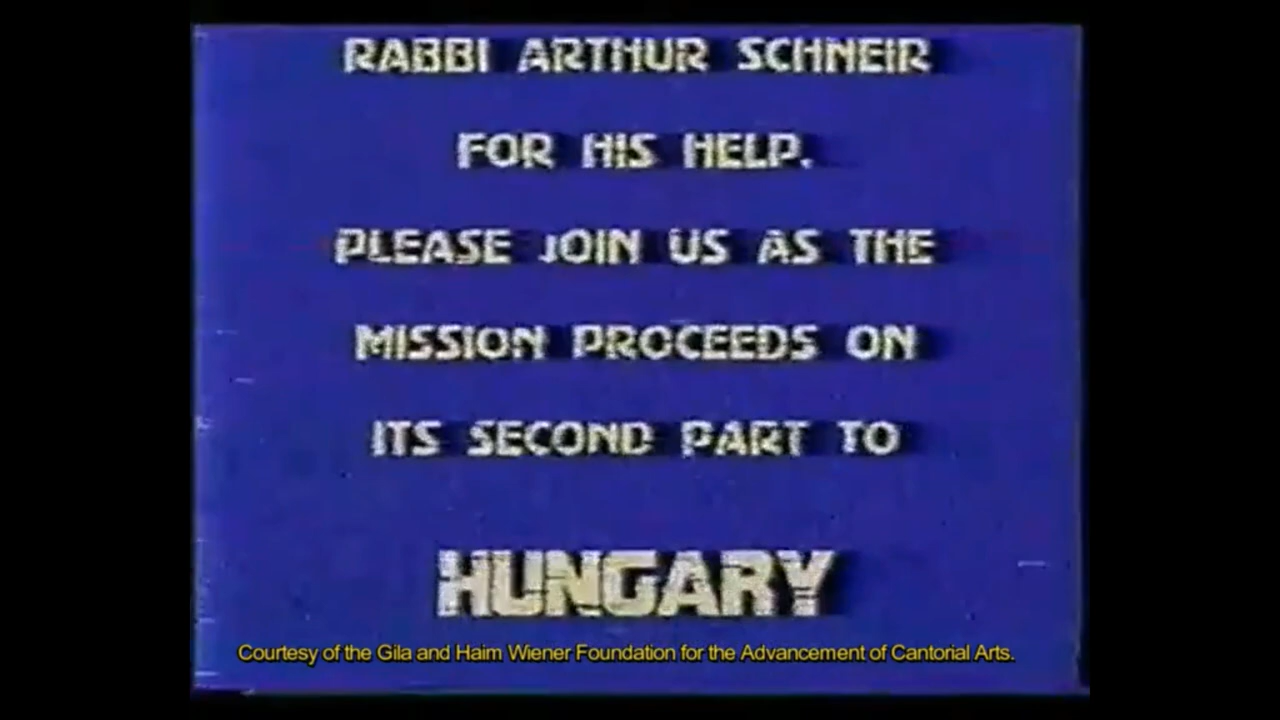 RABBI ARTHUR SCHNEIR
FOR HIS HELP.
PLEASE JOIN US AS THE
MISSION PROCEEDS ON
ITS SECOND PART TO
HUNGARY
Courtesy of the Gila and Haim Wiener Foundation for the Advancement of Cantorial Arts.